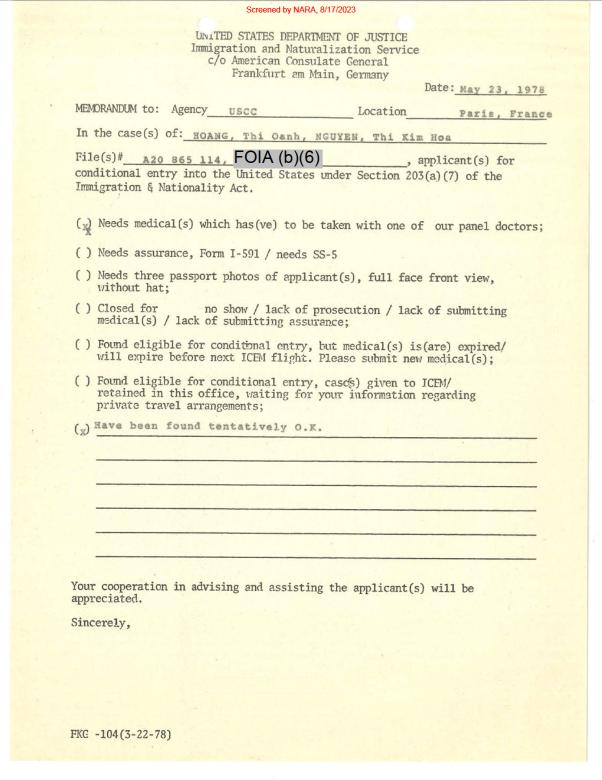 Screened by NARA, 8/17/2023
UNITED STATES DEPARTMENT OF JUSTICE
Immigration and Naturalization Service
c/o American Consulate General
Frankfurt am Main, Germany
Date: May 23, 1978
MEMORANDUM to: Agency USCC Location Paris, France
In the case(s) of: HOANG, Thi Oanh, NGUYEN, Thi Kim Hoa
File(s)# A20 865 114, FOIA (b)(6) , applicant(s) for
conditional entry into the United States under Section 203(a)(7) of the
Immigration & Nationality Act.
(x) Needs medical(s) which has(ve) to be taken with one of our panel doctors;
( ) Needs assurance, Form I-591 / needs SS-5
( ) Needs three passport photos of applicant(s), full face front view,
without hat;
( ) Closed for no show / lack of prosecution / lack of submitting
medical(s) / lack of submitting assurance;
( ) Found eligible for conditional entry, but medical(s) is(are) expired/
will expire before next ICEM flight. Please submit new medical(s);
( ) Found eligible for conditional entry, case(s) given to ICEM/
retained in this office, waiting for your information regarding
private travel arrangements;
(x) Have been found tentatively O.K.
Your cooperation in advising and assisting the applicant(s) will be
appreciated.
Sincerely,
FKG -104(3-22-78)